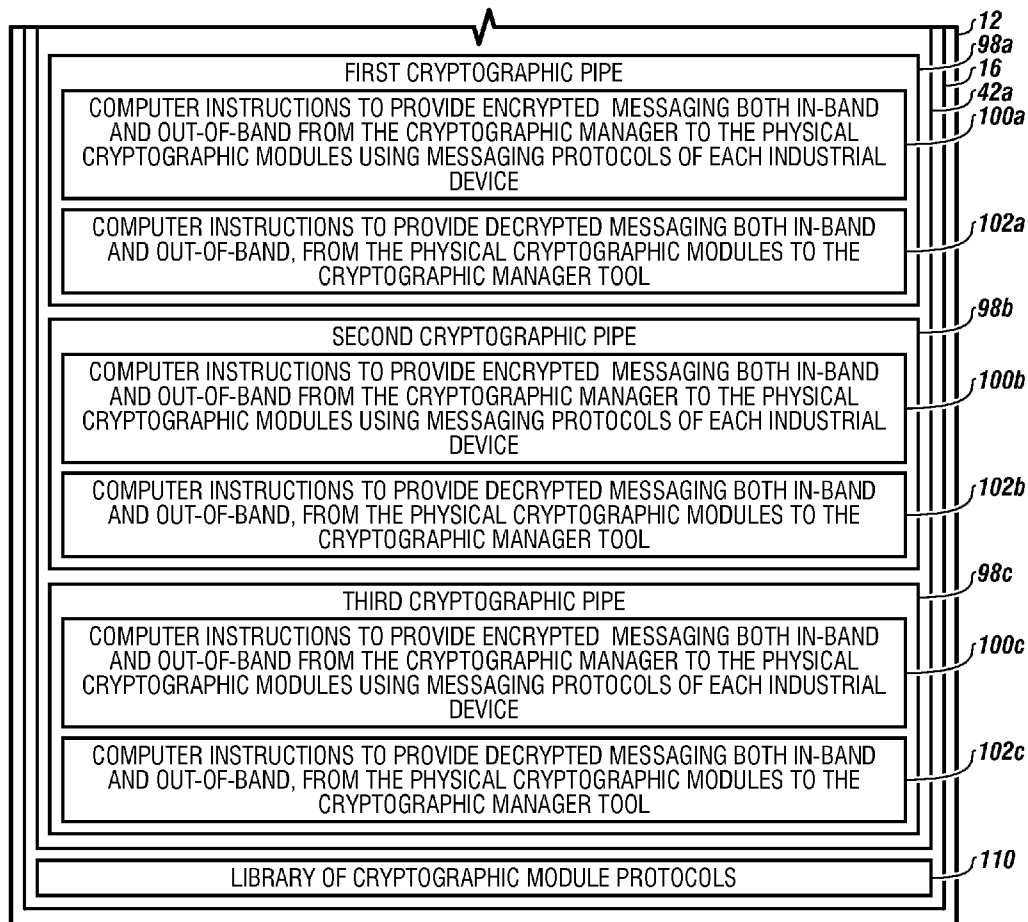 12
98a
FIRST CRYPTOGRAPHIC PIPE
16
42a
COMPUTER INSTRUCTIONS TO PROVIDE ENCRYPTED MESSAGING BOTH IN-BAND
AND OUT-OF-BAND FROM THE CRYPTOGRAPHIC MANAGER TO THE PHYSICAL
CRYPTOGRAPHIC MODULES USING MESSAGING PROTOCOLS OF EACH INDUSTRIAL
DEVICE
100a
COMPUTER INSTRUCTIONS TO PROVIDE DECRYPTED MESSAGING BOTH IN-BAND
AND OUT-OF-BAND, FROM THE PHYSICAL CRYPTOGRAPHIC MODULES TO THE
CRYPTOGRAPHIC MANAGER TOOL
102a
SECOND CRYPTOGRAPHIC PIPE
98b
COMPUTER INSTRUCTIONS TO PROVIDE ENCRYPTED MESSAGING BOTH IN-BAND
AND OUT-OF-BAND FROM THE CRYPTOGRAPHIC MANAGER TO THE PHYSICAL
CRYPTOGRAPHIC MODULES USING MESSAGING PROTOCOLS OF EACH INDUSTRIAL
DEVICE
100b
COMPUTER INSTRUCTIONS TO PROVIDE DECRYPTED MESSAGING BOTH IN-BAND
AND OUT-OF-BAND, FROM THE PHYSICAL CRYPTOGRAPHIC MODULES TO THE
CRYPTOGRAPHIC MANAGER TOOL
102b
THIRD CRYPTOGRAPHIC PIPE
98c
COMPUTER INSTRUCTIONS TO PROVIDE ENCRYPTED MESSAGING BOTH IN-BAND
AND OUT-OF-BAND FROM THE CRYPTOGRAPHIC MANAGER TO THE PHYSICAL
CRYPTOGRAPHIC MODULES USING MESSAGING PROTOCOLS OF EACH INDUSTRIAL
DEVICE
100c
COMPUTER INSTRUCTIONS TO PROVIDE DECRYPTED MESSAGING BOTH IN-BAND
AND OUT-OF-BAND, FROM THE PHYSICAL CRYPTOGRAPHIC MODULES TO THE
CRYPTOGRAPHIC MANAGER TOOL
102c
LIBRARY OF CRYPTOGRAPHIC MODULE PROTOCOLS
110